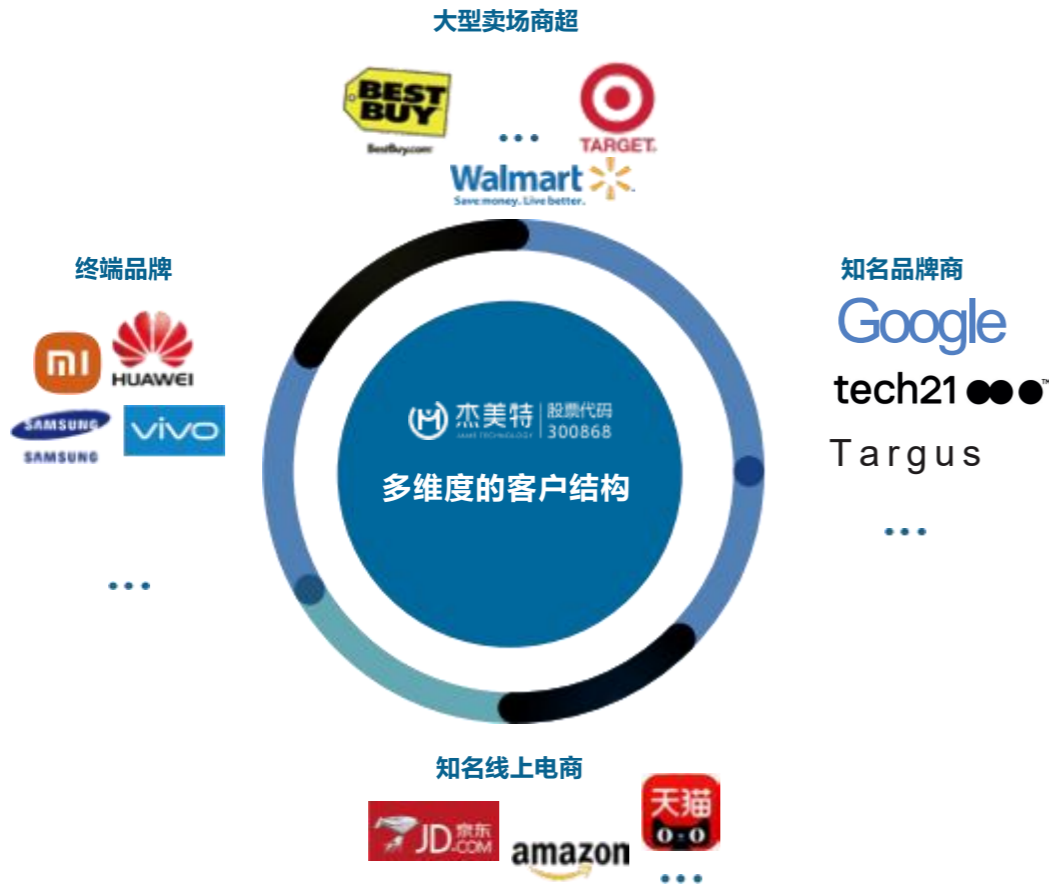 大型卖场商超
BEST
BUY
BestBuy.com
TARGET
Walmart
Save money. Live better.
终端品牌
mi
HUAWEI
SAMSUNG
SAMSUNG
vivo
知名品牌商
Google
tech21
Targus
杰美特
JAME TECHNOLOGY
股票代码
300868
多维度的客户结构
知名线上电商
JD.COM
京东
amazon
天猫